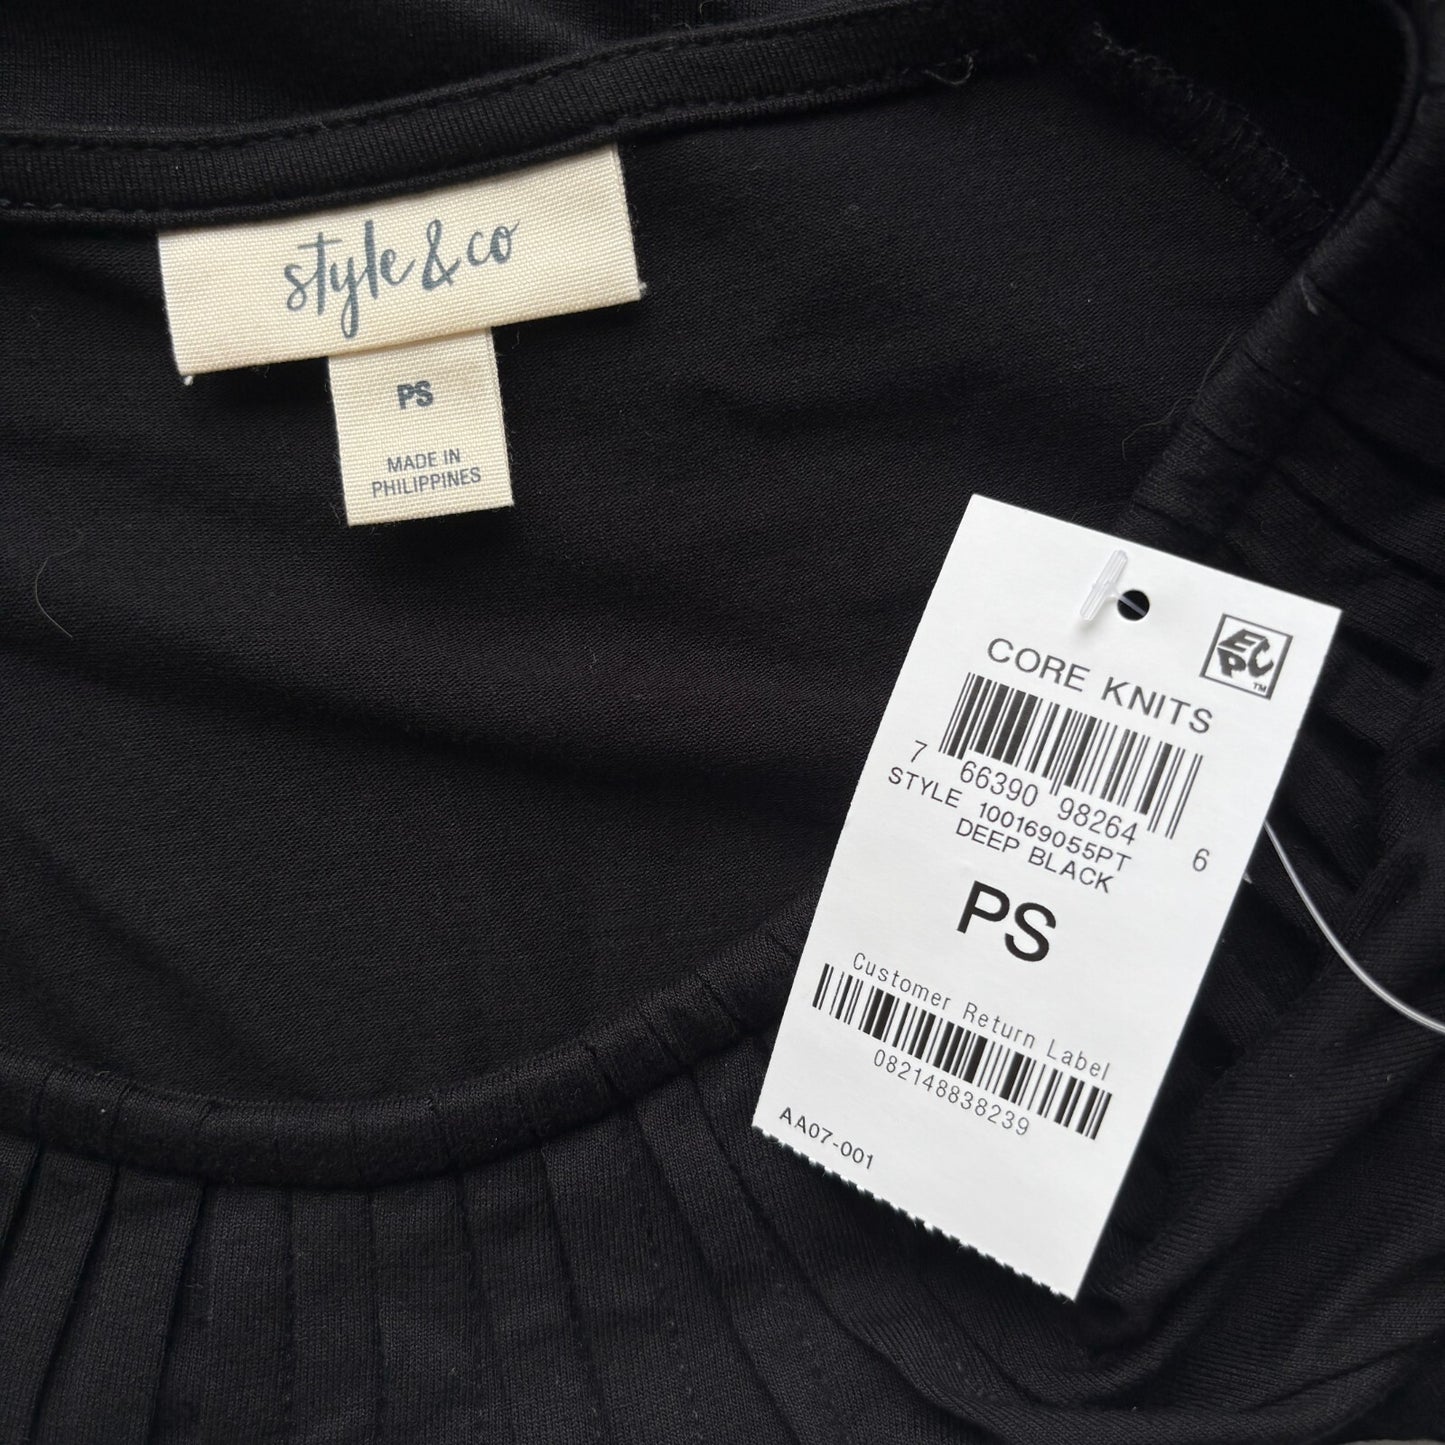 style & co
PS
MADE IN
PHILIPPINES
EPC™
CORE KNITS
7 66390 98264 6
STYLE 100169055PT
DEEP BLACK
PS
Customer Return Label
082148838239
AA07-001